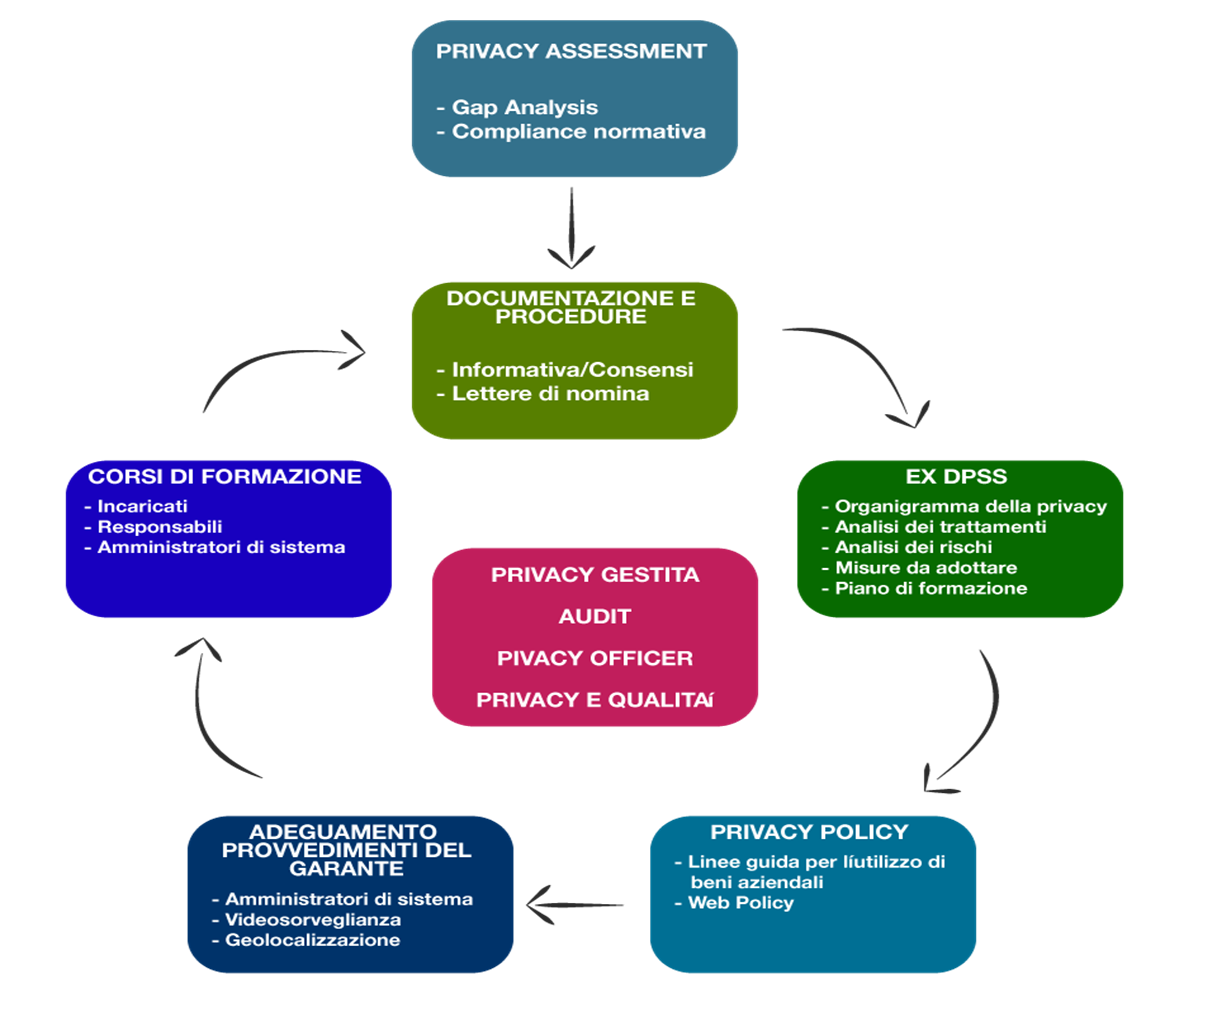 PRIVACY ASSESSMENT
- Gap Analysis
- Compliance normativa
DOCUMENTAZIONE E
PROCEDURE
- Informativa/Consensi
- Lettere di nomina
CORSI DI FORMAZIONE
- Incaricati
- Responsabili
- Amministratori di sistema
EX DPSS
- Organigramma della privacy
- Analisi dei trattamenti
- Analisi dei rischi
- Misure da adottare
- Piano di formazione
PRIVACY GESTITA
AUDIT
PIVACY OFFICER
PRIVACY E QUALITAí
ADEGUAMENTO
PROVVEDIMENTI DEL
GARANTE
- Amministratori di sistema
- Videosorveglianza
- Geolocalizzazione
PRIVACY POLICY
- Linee guida per líutilizzo di
beni aziendali
- Web Policy